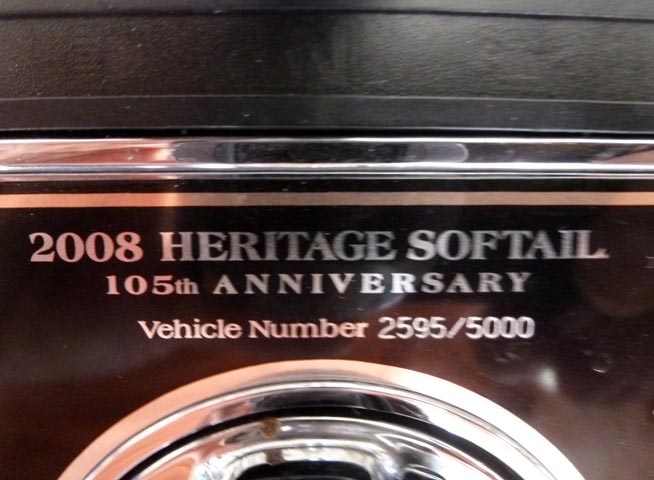 2008 HERITAGE SOFTAIL
105th ANNIVERSARY
Vehicle Number 2595/5000